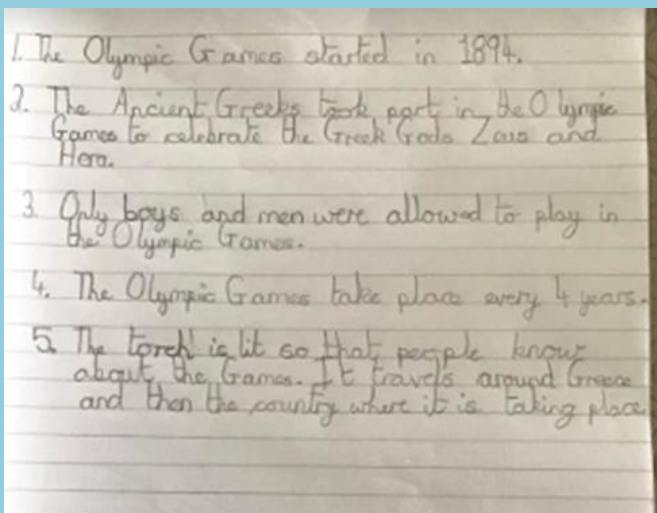 1. The Olympic Games started in 1894.
2. The Ancient Greeks took part in the Olympic
Games to celebrate the Greek Gods Zeus and
Hera.
3. Only boys and men were allowed to play in
the Olympic Games.
4. The Olympic Games take place every 4 years.
5. The torch is lit so that people know
about the Games. It travels around Greece
and then the country where it is taking place